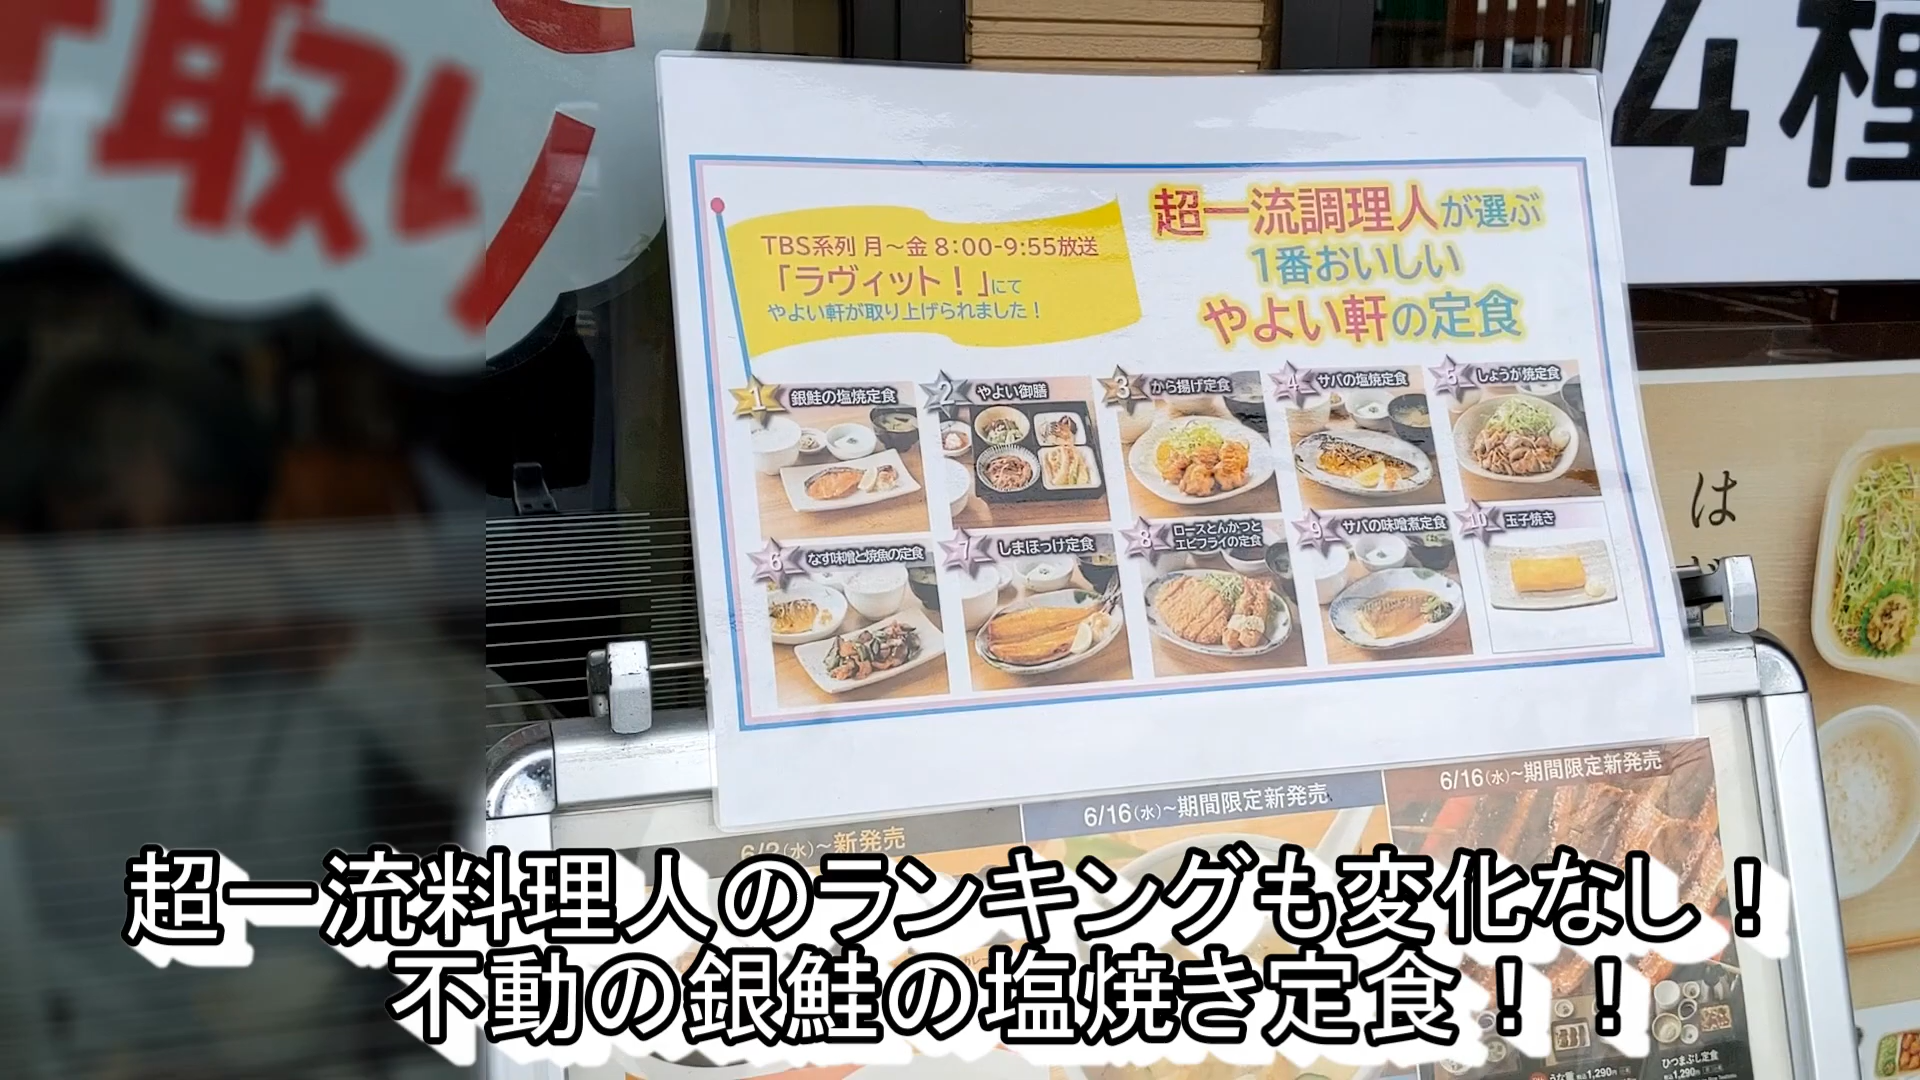 取り
4種
TBS系列 月～金 8:00-9:55放送
「ラヴィット！」にて
やよい軒が取り上げられました！
超一流調理人が選ぶ
1番おいしい
やよい軒の定食
1 銀鮭の塩焼定食
2 やよい御膳
3 から揚げ定食
4 サバの塩焼定食
5 しょうが焼定食
6 なす味噌と焼魚の定食
7 しまほっけ定食
8 ロースとんかつと
エビフライの定食
9 サバの味噌煮定食
10 玉子焼き
は
6/2(水)～新発売
6/16(水)～期間限定新発売
6/16(水)～期間限定新発売
超一流料理人のランキングも変化なし！
不動の銀鮭の塩焼き定食！！
うな重 1,290円
ひつまぶし定食
1,290円